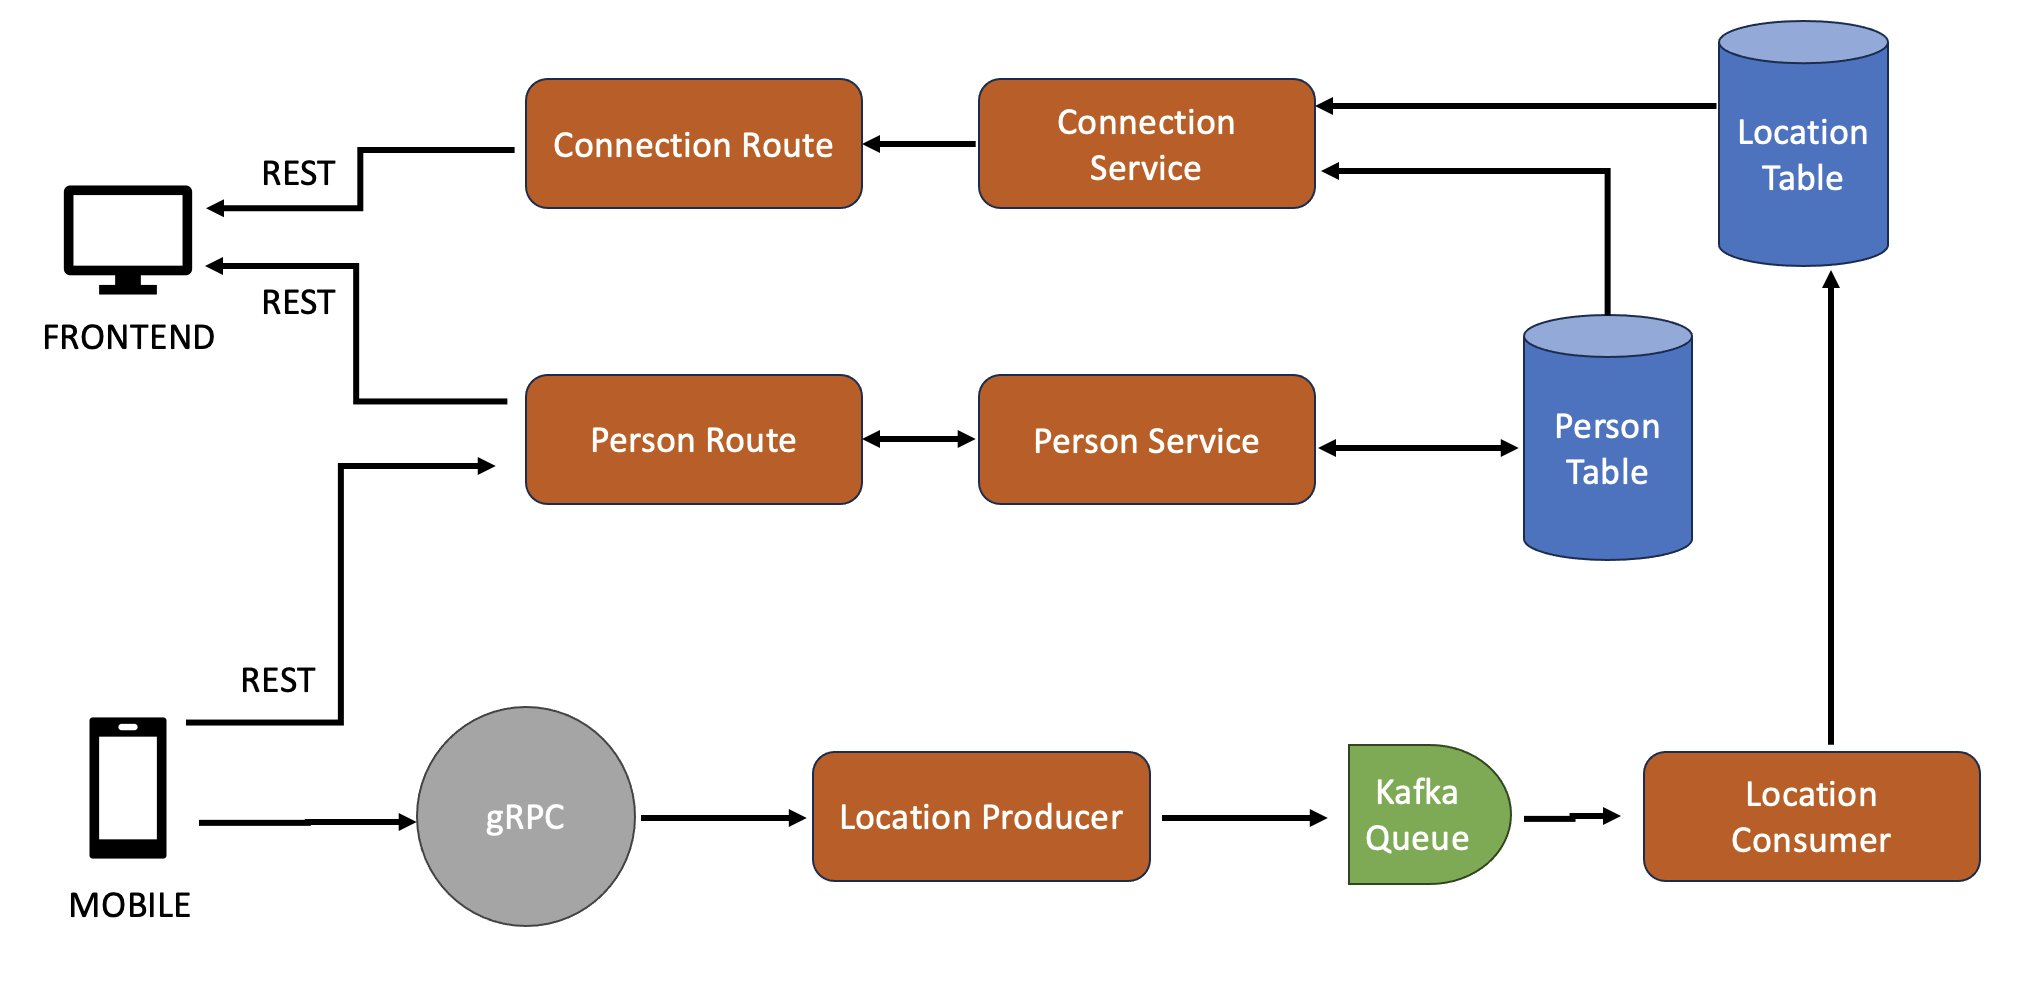 Connection Route
Connection
Service
Location
Table
REST
REST
FRONTEND
Person Route
Person Service
Person
Table
REST
MOBILE
gRPC
Location Producer
Kafka
Queue
Location
Consumer